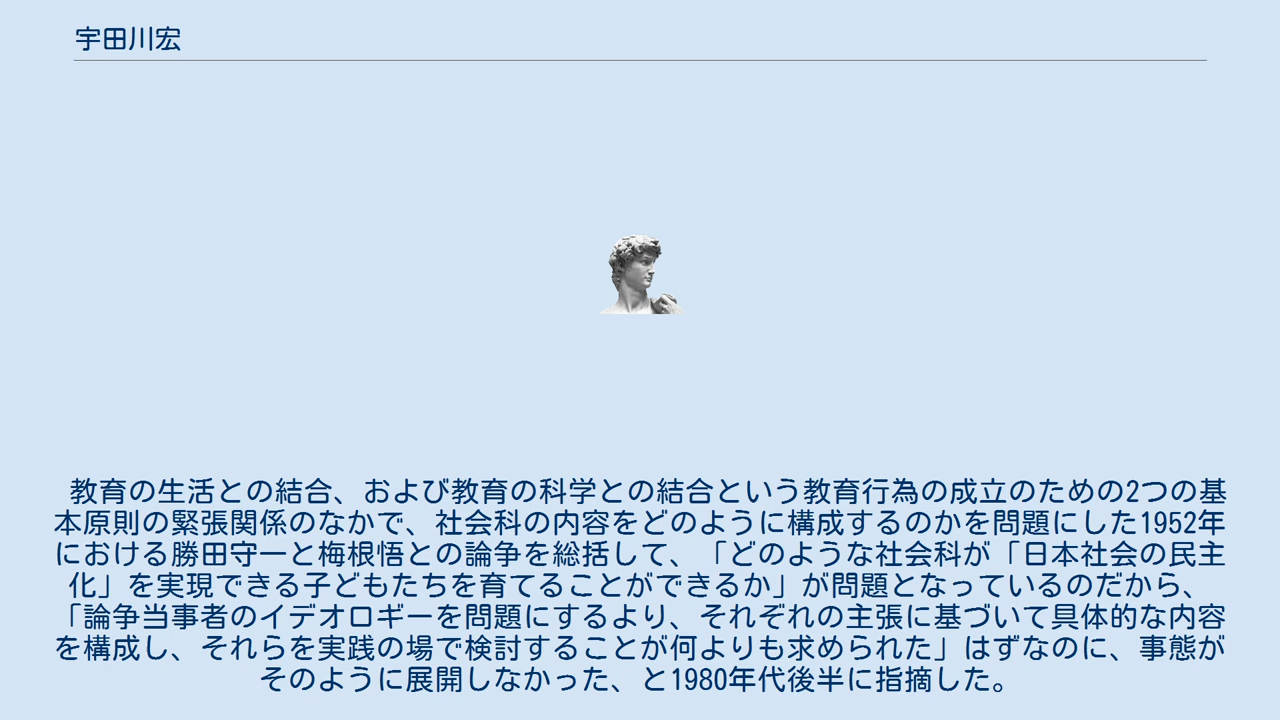 宇田川宏
教育の生活との結合、および教育の科学との結合という教育行為の成立のための2つの基
本原則の緊張関係のなかで、社会科の内容をどのように構成するのかを問題にした1952年
における勝田守一と梅根悟との論争を総括して、「どのような社会科が「日本社会の民主
化」を実現できる子どもたちを育てることができるか」が問題となっているのだから、
「論争当事者のイデオロギーを問題にするより、それぞれの主張に基づいて具体的な内容
を構成し、それらを実践の場で検討することが何よりも求められた」はずなのに、事態が
そのように展開しなかった、と1980年代後半に指摘した。